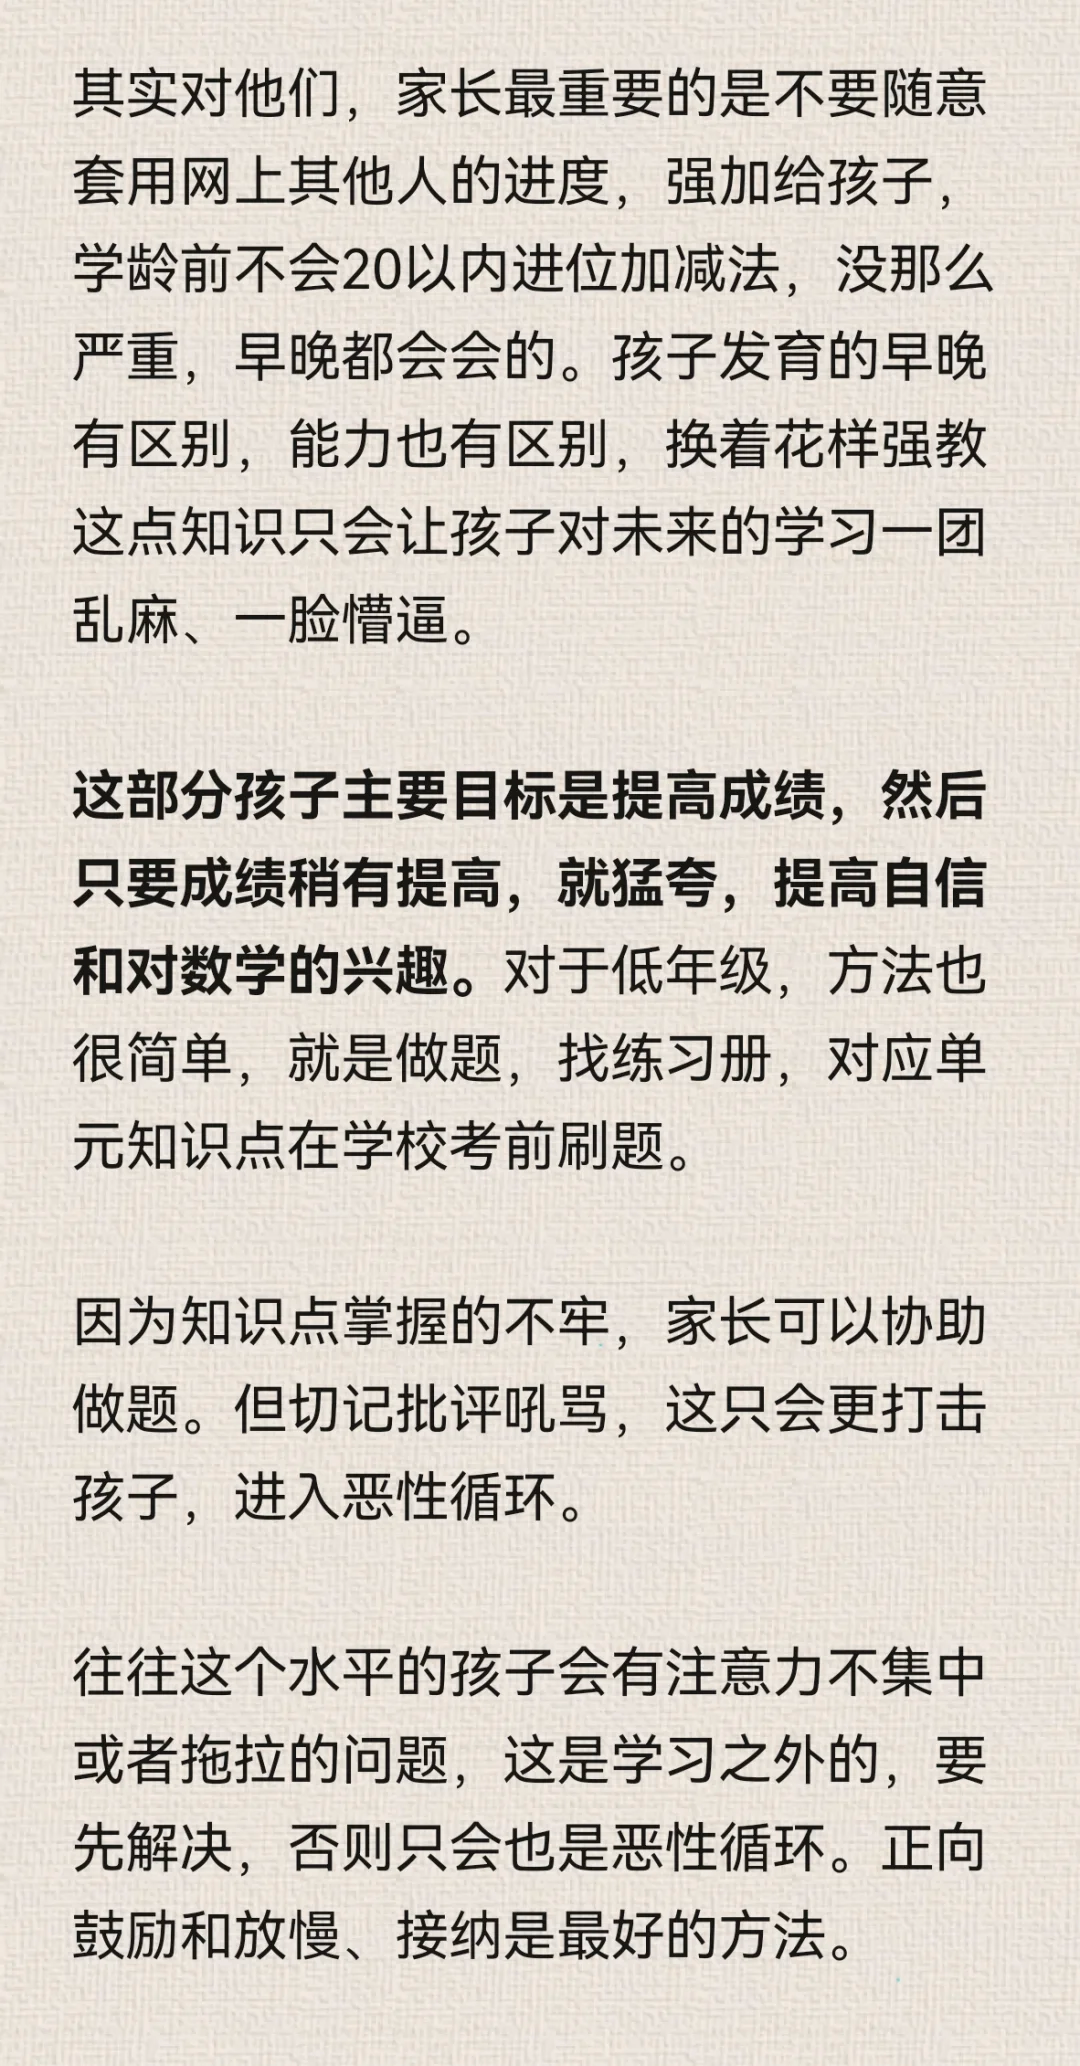 其实对他们，家长最重要的是不要随意
套用网上其他人的进度，强加给孩子，
学龄前不会20以内进位加减法，没那么
严重，早晚都会会的。孩子发育的早晚
有区别，能力也有区别，换着花样强教
这点知识只会让孩子对未来的学习一团
乱麻、一脸懵逼。
这部分孩子主要目标是提高成绩，然后
只要成绩稍有提高，就猛夸，提高自信
和对数学的兴趣。对于低年级，方法也
很简单，就是做题，找练习册，对应单
元知识点在学校考前刷题。
因为知识点掌握的不牢，家长可以协助
做题。但切记批评吼骂，这只会更打击
孩子，进入恶性循环。
往往这个水平的孩子会有注意力不集中
或者拖拉的问题，这是学习之外的，要
先解决，否则只会也是恶性循环。正向
鼓励和放慢、接纳是最好的方法。